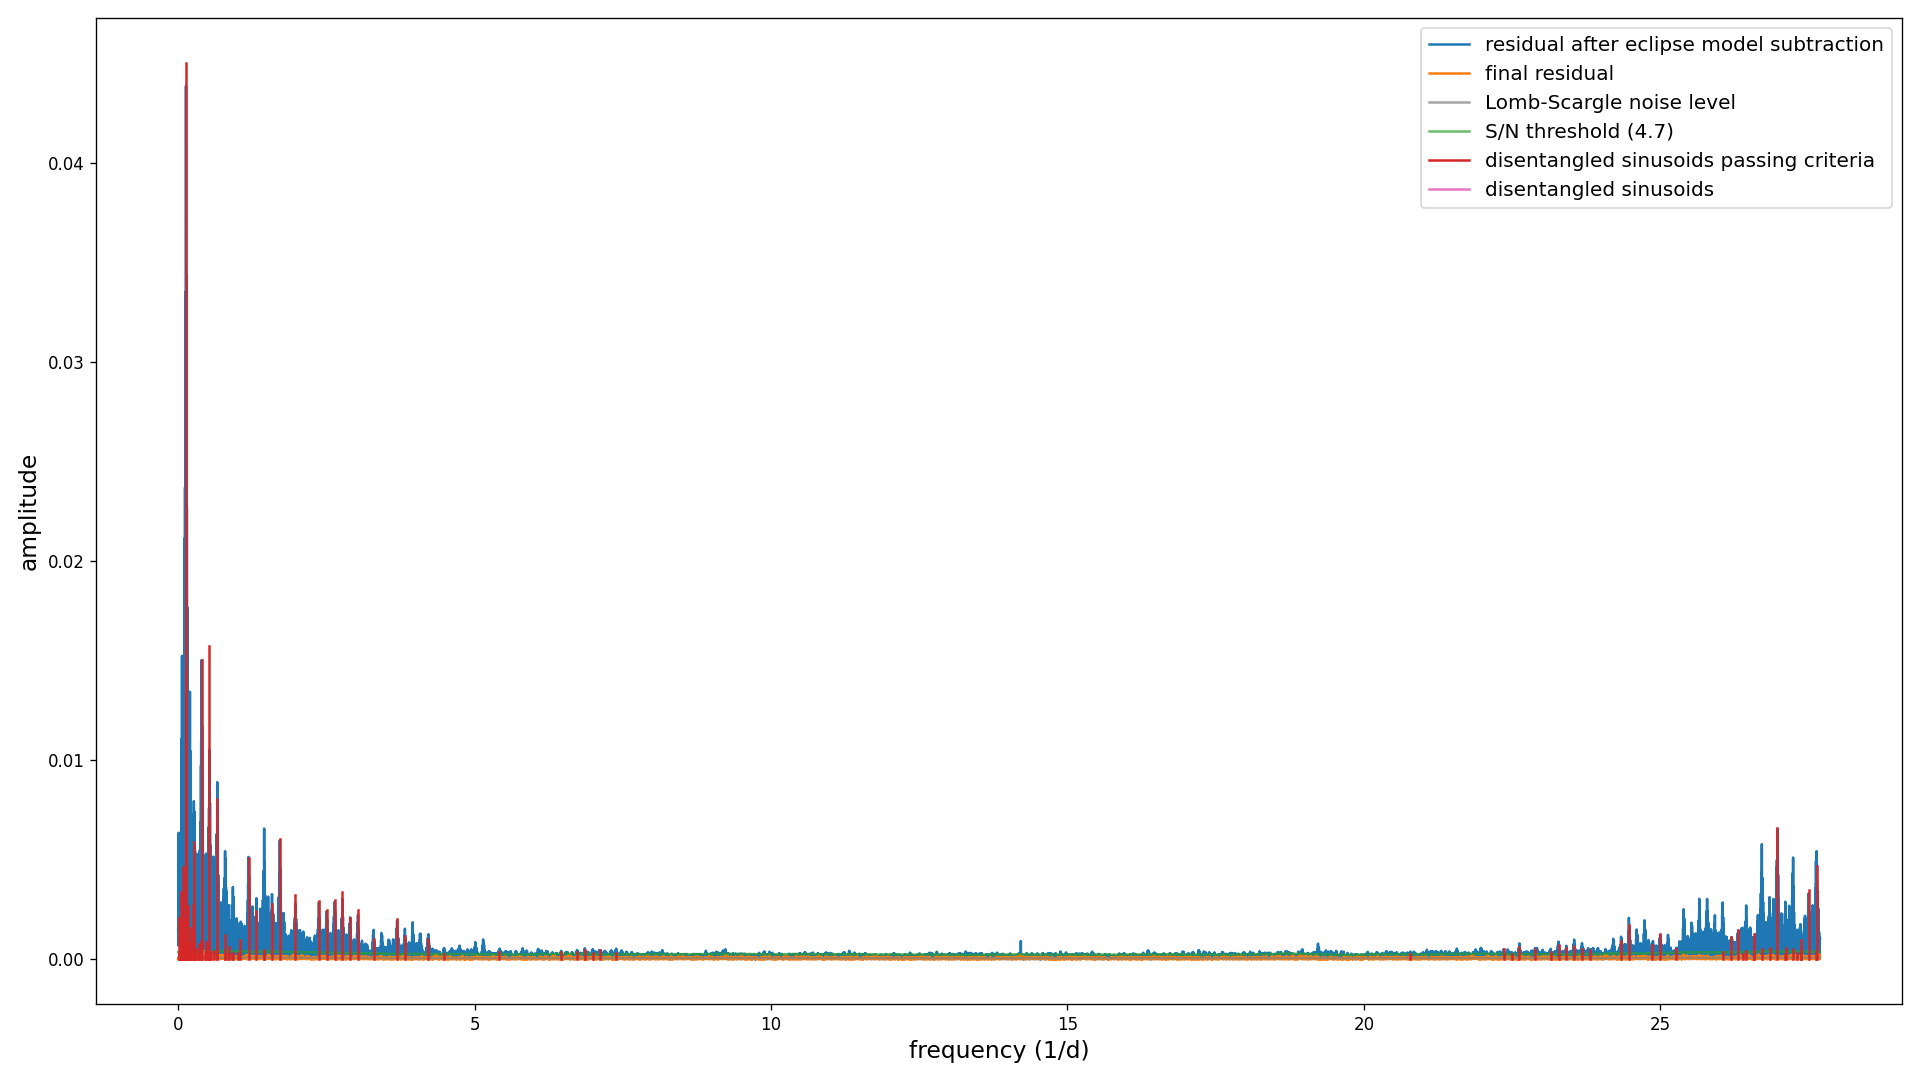 residual after eclipse model subtraction
final residual
Lomb-Scargle noise level
S/N threshold (4.7)
disentangled sinusoids passing criteria
disentangled sinusoids
amplitude
0.04
0.03
0.02
0.01
0.00
0 5 10 15 20 25
frequency (1/d)